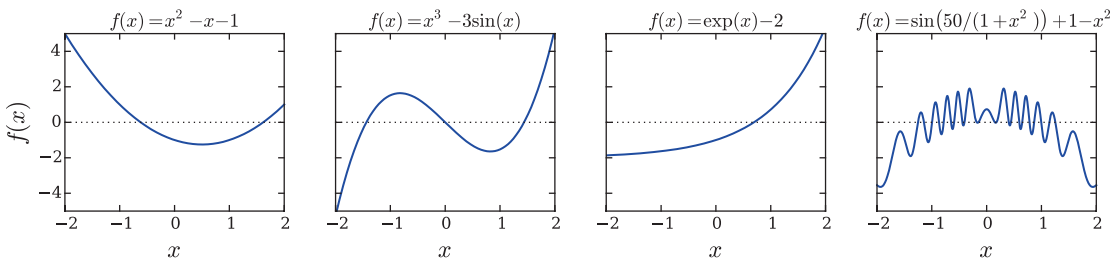 f(x)=x² −x−1
f(x)=x³ −3sin(x)
f(x)=exp(x)−2
f(x)=sin(50/(1+x² )) +1−x²
f(x)
4
2
0
−2
−4
−2 −1 0 1 2
−2 −1 0 1 2
−2 −1 0 1 2
−2 −1 0 1 2
x
x
x
x